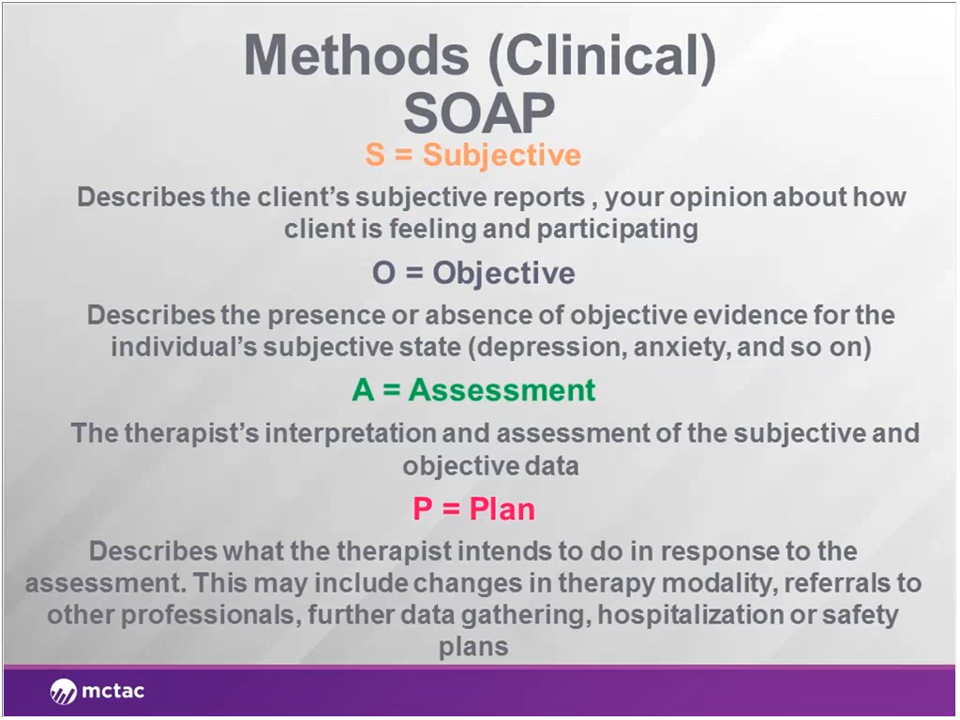 Methods (Clinical)
SOAP
S = Subjective
Describes the client's subjective reports , your opinion about how
client is feeling and participating
O = Objective
Describes the presence or absence of objective evidence for the
individual's subjective state (depression, anxiety, and so on)
A = Assessment
The therapist's interpretation and assessment of the subjective and
objective data
P = Plan
Describes what the therapist intends to do in response to the
assessment. This may include changes in therapy modality, referrals to
other professionals, further data gathering, hospitalization or safety
plans
mctac